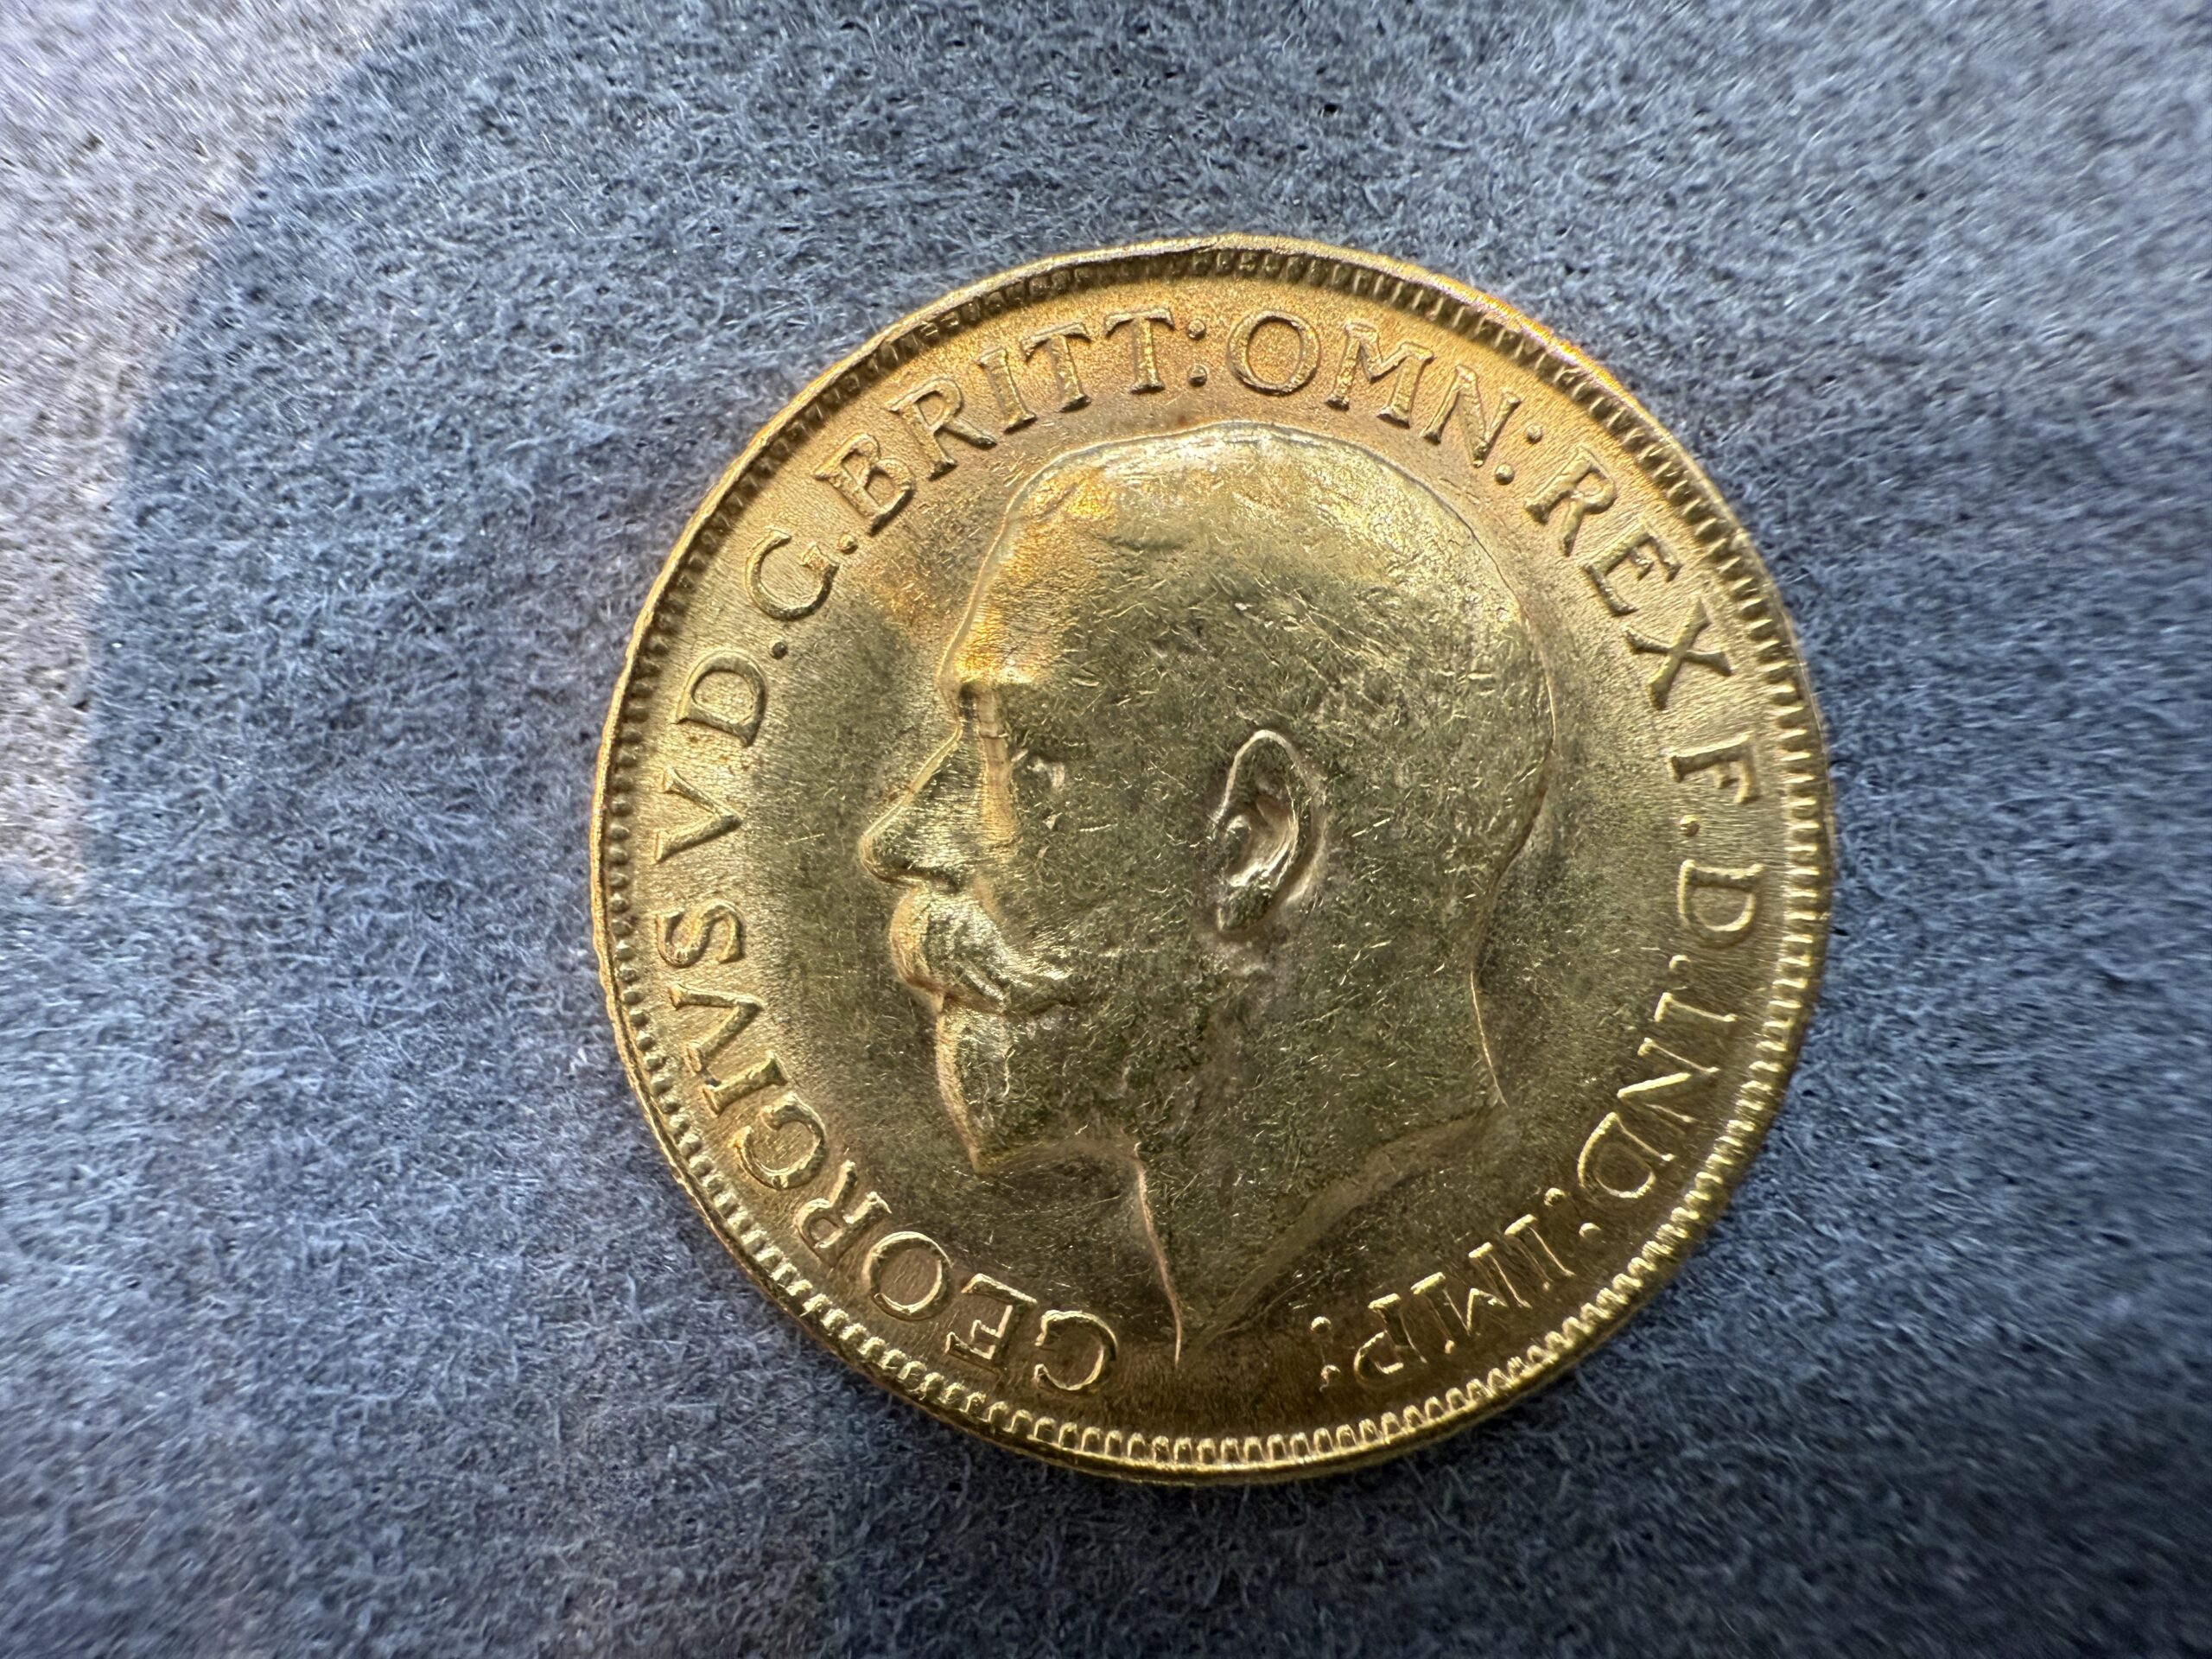 GEORGIVS V D.G.BRITT:OMN:REX F.D.IND:IMP: